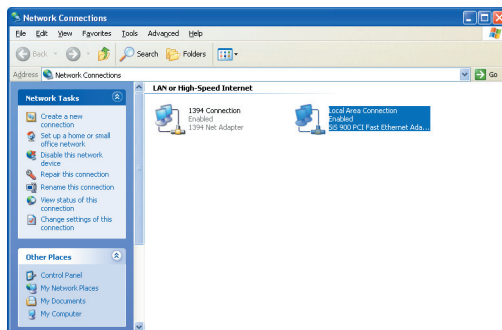 Network Connections
File Edit View Favorites Tools Advanced Help
Back Search Folders
Address Network Connections Go
Network Tasks
Create a new
connection
Set up a home or small
office network
Disable this network
device
Repair this connection
Rename this connection
View status of this
connection
Change settings of this
connection
Other Places
Control Panel
My Network Places
My Documents
My Computer
LAN or High-Speed Internet
1394 Connection
Enabled
1394 Net Adapter
Local Area Connection
Enabled
SiS 900 PCI Fast Ethernet Ada...